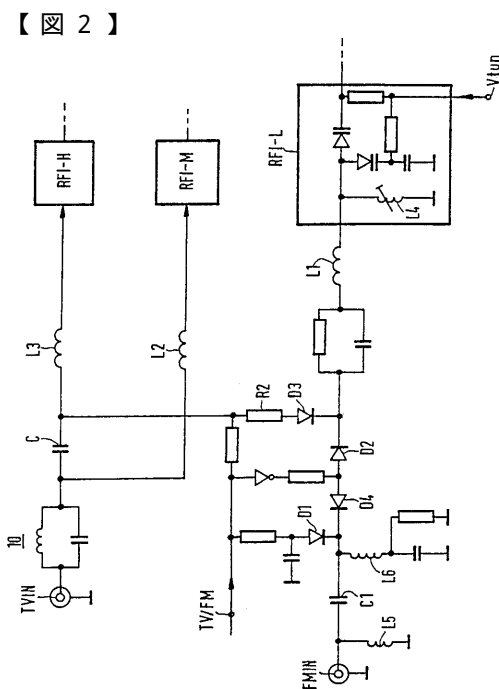 【図2】
RFI-H
RFI-M
RFI-L
Vtun
L4
L3
L2
L1
C
R2
D3
D2
D4
D1
L6
C1
L5
10
TVIN
TV/FM
FMIN